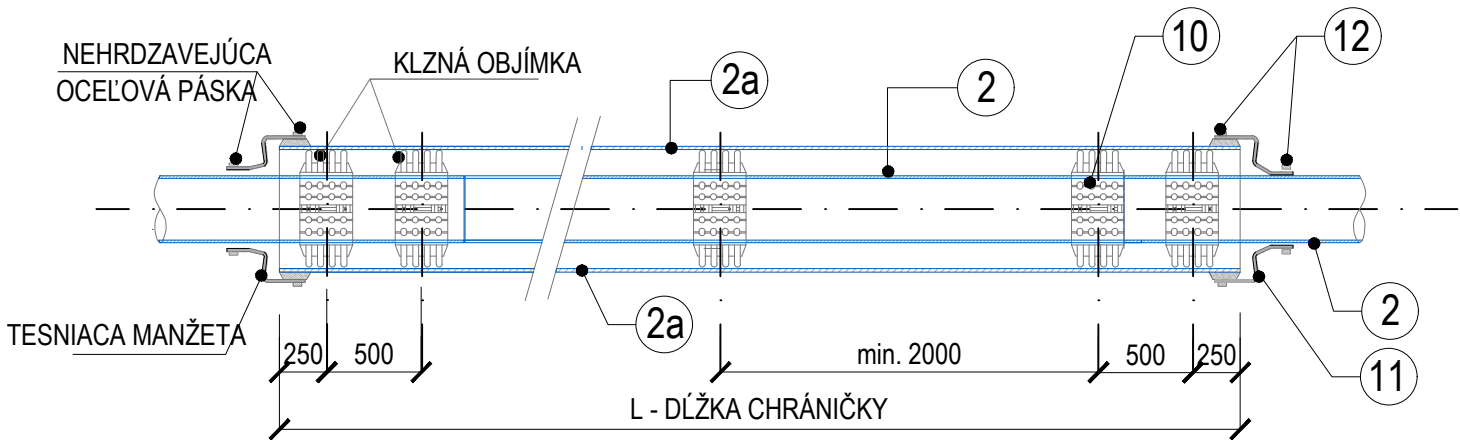 NEHRDZAVEJÚCA
OCEĽOVÁ PÁSKA
KLZNÁ OBJÍMKA
2a
2
10
12
TESNIACA MANŽETA
2a
2
11
250
500
min. 2000
500
250
L - DĹŽKA CHRÁNIČKY